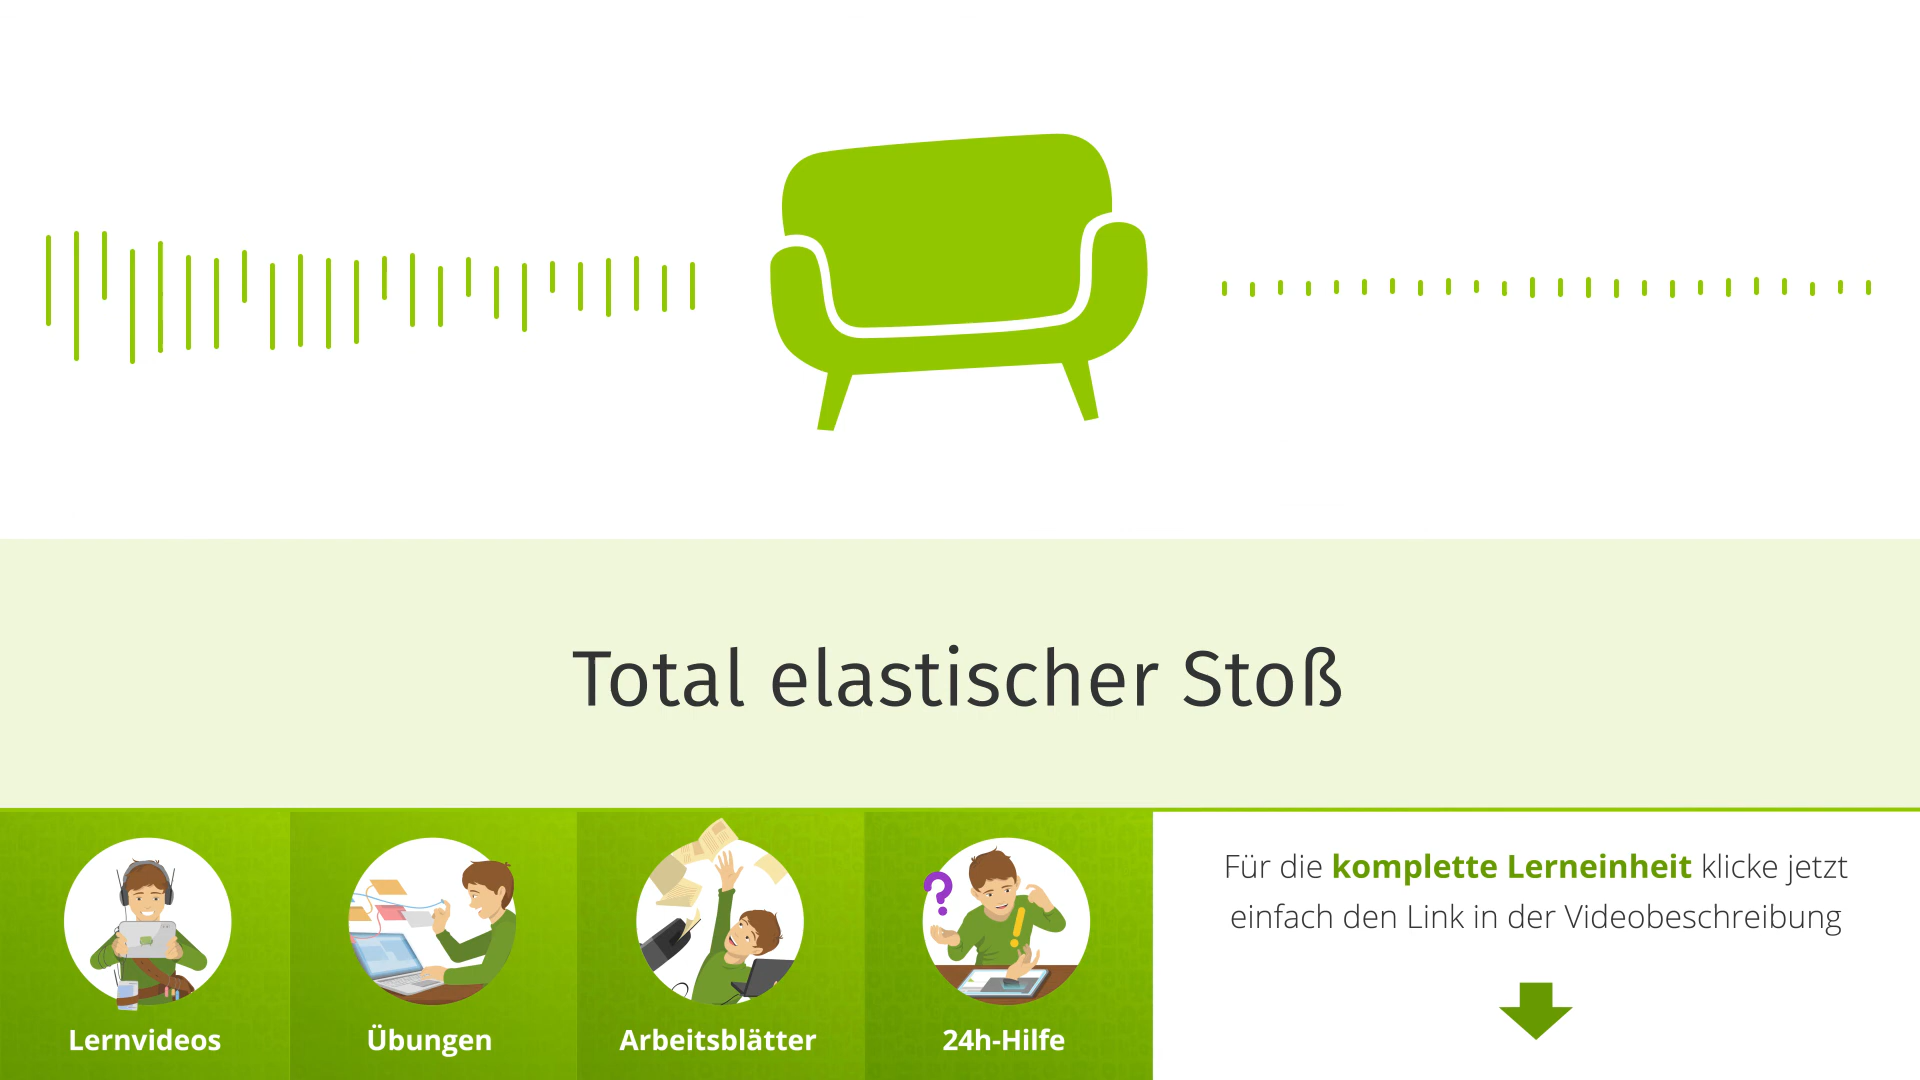 Total elastischer Stoß
Lernvideos
Übungen
Arbeitsblätter
24h-Hilfe
Für die komplette Lerneinheit klicke jetzt
einfach den Link in der Videobeschreibung